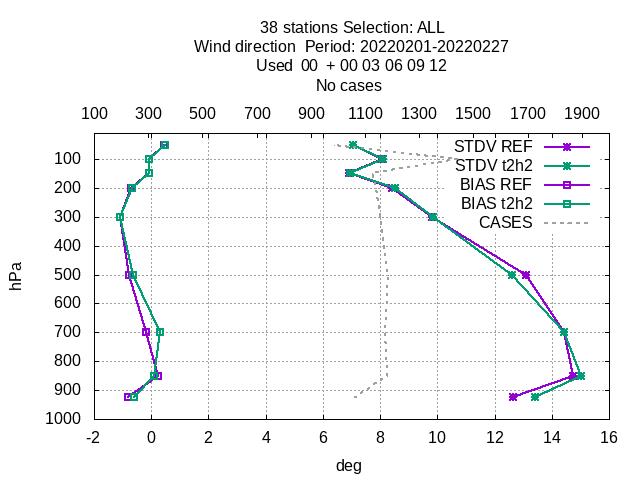 38 stations Selection: ALL
Wind direction  Period: 20220201-20220227
Used  00  + 00 03 06 09 12
No cases
100 300 500 700 900 1100 1300 1500 1700 1900
STDV REF
STDV t2h2
BIAS REF
BIAS t2h2
CASES
hPa
100
200
300
400
500
600
700
800
900
1000
-2 0 2 4 6 8 10 12 14 16
deg